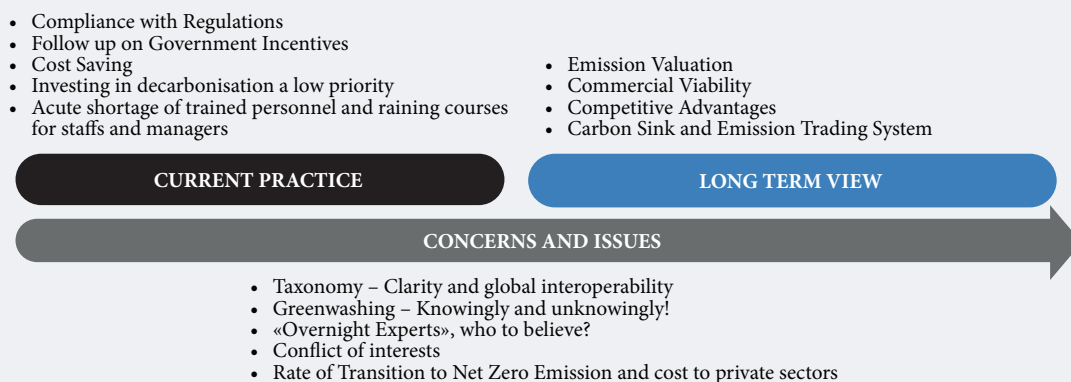 • Compliance with Regulations
• Follow up on Government Incentives
• Cost Saving
• Investing in decarbonisation a low priority
• Acute shortage of trained personnel and raining courses
for staffs and managers
• Emission Valuation
• Commercial Viability
• Competitive Advantages
• Carbon Sink and Emission Trading System
CURRENT PRACTICE
LONG TERM VIEW
CONCERNS AND ISSUES
• Taxonomy – Clarity and global interoperability
• Greenwashing – Knowingly and unknowingly!
• «Overnight Experts», who to believe?
• Conflict of interests
• Rate of Transition to Net Zero Emission and cost to private sectors